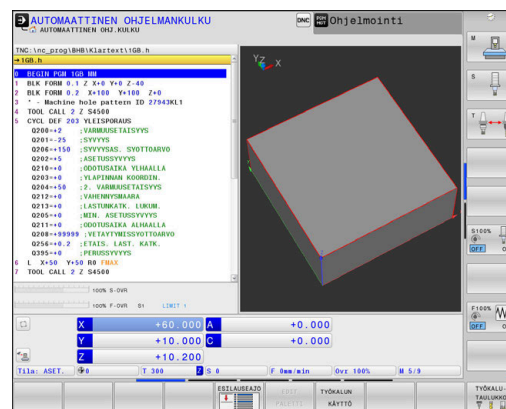 AUTOMAATTINEN OHJELMANKULKU
AUTOMAATTINEN OHJ.KULKU
DNC
Ohjelmointi
TNC:\nc_prog\BHB\Klartext\1GB.h
→1GB.h
0 BEGIN PGM 1GB MM
1 BLK FORM 0.1 Z X+0 Y+0 Z-40
2 BLK FORM 0.2 X+100 Y+100 Z+0
3 * - Machine hole pattern ID 27943KL1
4 TOOL CALL 2 Z S4500
5 CYCL DEF 203 YLEISPORAUS
Q200=+2 ;VARMUUSETAISYYS
Q201=-25 ;SYVYYS
Q206=+150 ;SYVYYSAS. SYOTTOARVO
Q202=+5 ;ASETUSSYVYYS
Q210=+0 ;ODOTUSAIKA YLHAALLA
Q203=+0 ;YLAPINNAN KOORDIN.
Q204=+50 ;2. VARMUUSETAISYYS
Q212=+0 ;VAHENNYSMAARA
Q213=+0 ;LASTUNKATK. LUKUM.
Q205=+0 ;MIN. ASETUSSYVYYS
Q211=+0 ;ODOTUSAIKA ALHAALLA
Q208=+99999 ;VETAYTYMISSYOTTOARVO
Q256=+0.2 ;ETAIS. LAST. KATK.
Q395=+0 ;PERUSSYVYYS
6 L X+50 Y+50 R0 FMAX
7 TOOL CALL 2 Z S4500
Y Z X
M
S
T
S100%
OFF
F100%
OFF
100% S-OVR
100% F-OVR S1 LIMIT 1
X +60.000 A +0.000
Y +10.000 C +0.000
Z +10.200
Tila: ASET. 0 T 300 Z S 0 F 0mm/min Ovr 100% M 5/9
ESILAUSEAJO
TYÖKALUN
KÄYTTÖ
TYÖKALU-
TAULUKKO